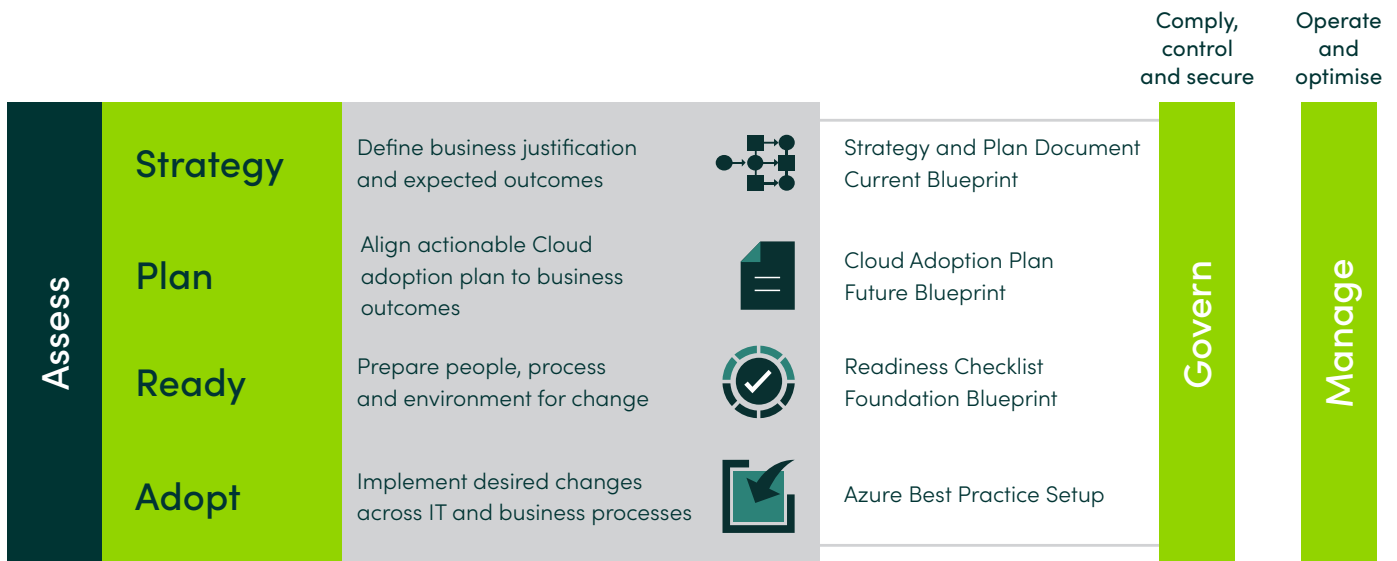 Comply,
control
and secure
Operate
and
optimise
Assess
Strategy
Define business justification
and expected outcomes
Strategy and Plan Document
Current Blueprint
Plan
Align actionable Cloud
adoption plan to business
outcomes
Cloud Adoption Plan
Future Blueprint
Ready
Prepare people, process
and environment for change
Readiness Checklist
Foundation Blueprint
Adopt
Implement desired changes
across IT and business processes
Azure Best Practice Setup
Govern
Manage